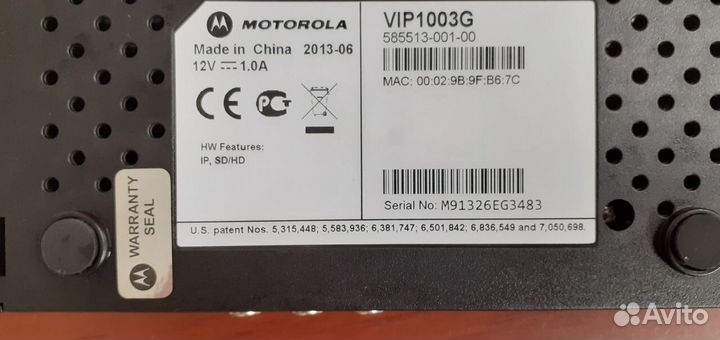 MOTOROLA
Made in China 2013-06
12V ⎓ 1.0A
CE PCT
HW Features:
IP, SD/HD
VIP1003G
585513-001-00
MAC: 00:02:9B:9F:B6:7C
Serial No: M91326EG3483
U.S. patent Nos. 5,315,448; 5,583,936; 6,381,747; 6,501,842; 6,836,549 and 7,050,698.
WARRANTY
SEAL
Avito